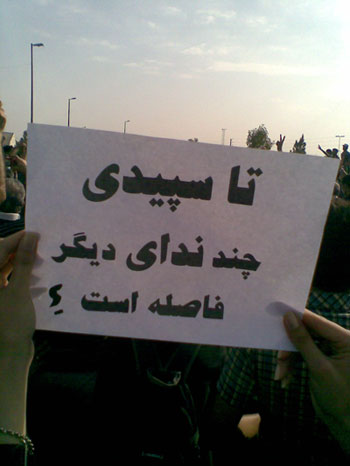 تا سپیدی
چند ندای دیگر
فاصله است ؟